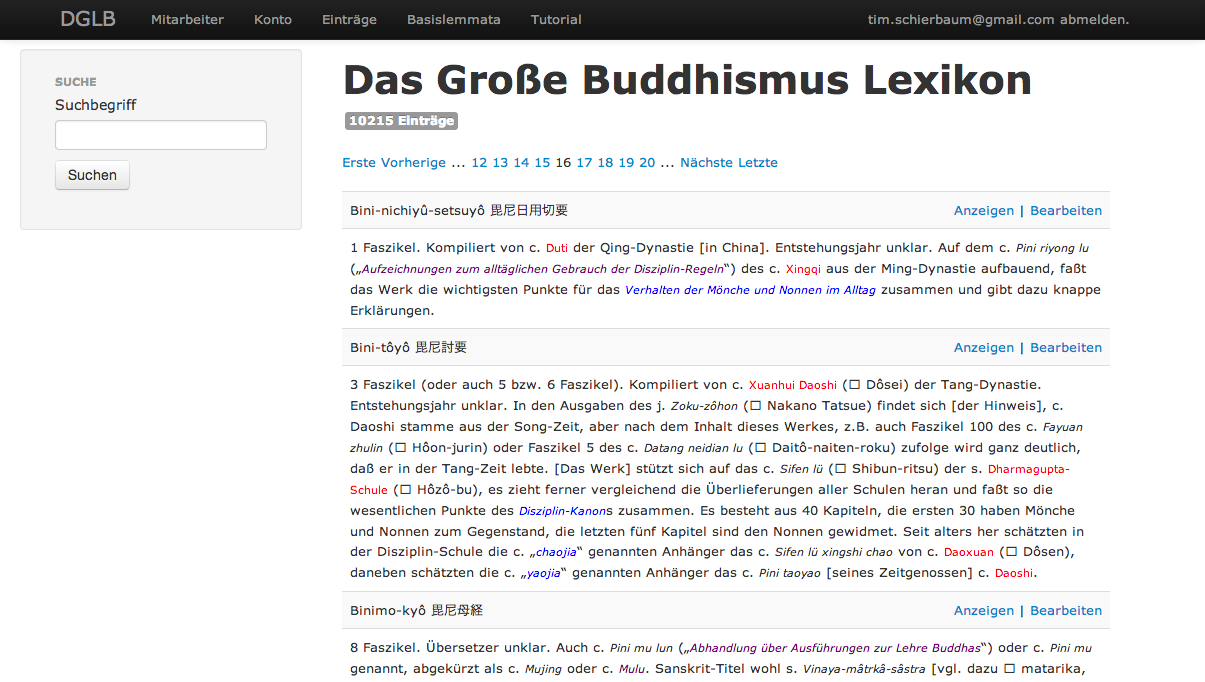 DGLB Mitarbeiter Konto Einträge Basislemmata Tutorial tim.schierbaum@gmail.com abmelden.
SUCHE
Suchbegriff
Suchen
Das Große Buddhismus Lexikon
10215 Einträge
Erste Vorherige ... 12 13 14 15 16 17 18 19 20 ... Nächste Letzte
Bini-nichiyû-setsuyô 毘尼日用切要 Anzeigen | Bearbeiten
1 Faszikel. Kompiliert von c. Duti der Qing-Dynastie [in China]. Entstehungsjahr unklar. Auf dem c. Pini riyong lu
(„Aufzeichnungen zum alltäglichen Gebrauch der Disziplin-Regeln“) des c. Xingqi aus der Ming-Dynastie aufbauend, faßt
das Werk die wichtigsten Punkte für das Verhalten der Mönche und Nonnen im Alltag zusammen und gibt dazu knappe
Erklärungen.
Bini-tôyô 毘尼討要 Anzeigen | Bearbeiten
3 Faszikel (oder auch 5 bzw. 6 Faszikel). Kompiliert von c. Xuanhui Daoshi (□ Dôsei) der Tang-Dynastie.
Entstehungsjahr unklar. In den Ausgaben des j. Zoku-zôhon (□ Nakano Tatsue) findet sich [der Hinweis], c.
Daoshi stamme aus der Song-Zeit, aber nach dem Inhalt dieses Werkes, z.B. auch Faszikel 100 des c. Fayuan
zhulin (□ Hôon-jurin) oder Faszikel 5 des c. Datang neidian lu (□ Daitô-naiten-roku) zufolge wird ganz deutlich,
daß er in der Tang-Zeit lebte. [Das Werk] stützt sich auf das c. Sifen lü (□ Shibun-ritsu) der s. Dharmagupta-
Schule (□ Hôzô-bu), es zieht ferner vergleichend die Überlieferungen aller Schulen heran und faßt so die
wesentlichen Punkte des Disziplin-Kanons zusammen. Es besteht aus 40 Kapiteln, die ersten 30 haben Mönche
und Nonnen zum Gegenstand, die letzten fünf Kapitel sind den Nonnen gewidmet. Seit alters her schätzten in
der Disziplin-Schule die c. „chaojia“ genannten Anhänger das c. Sifen lü xingshi chao von c. Daoxuan (□ Dôsen),
daneben schätzten die c. „yaojia“ genannten Anhänger das c. Pini taoyao [seines Zeitgenossen] c. Daoshi.
Binimo-kyô 毘尼母経 Anzeigen | Bearbeiten
8 Faszikel. Übersetzer unklar. Auch c. Pini mu lun („Abhandlung über Ausführungen zur Lehre Buddhas“) oder c. Pini mu
genannt, abgekürzt als c. Mujing oder c. Mulu. Sanskrit-Titel wohl s. Vinaya-mâtrkâ-sâstra [vgl. dazu □ matarika,